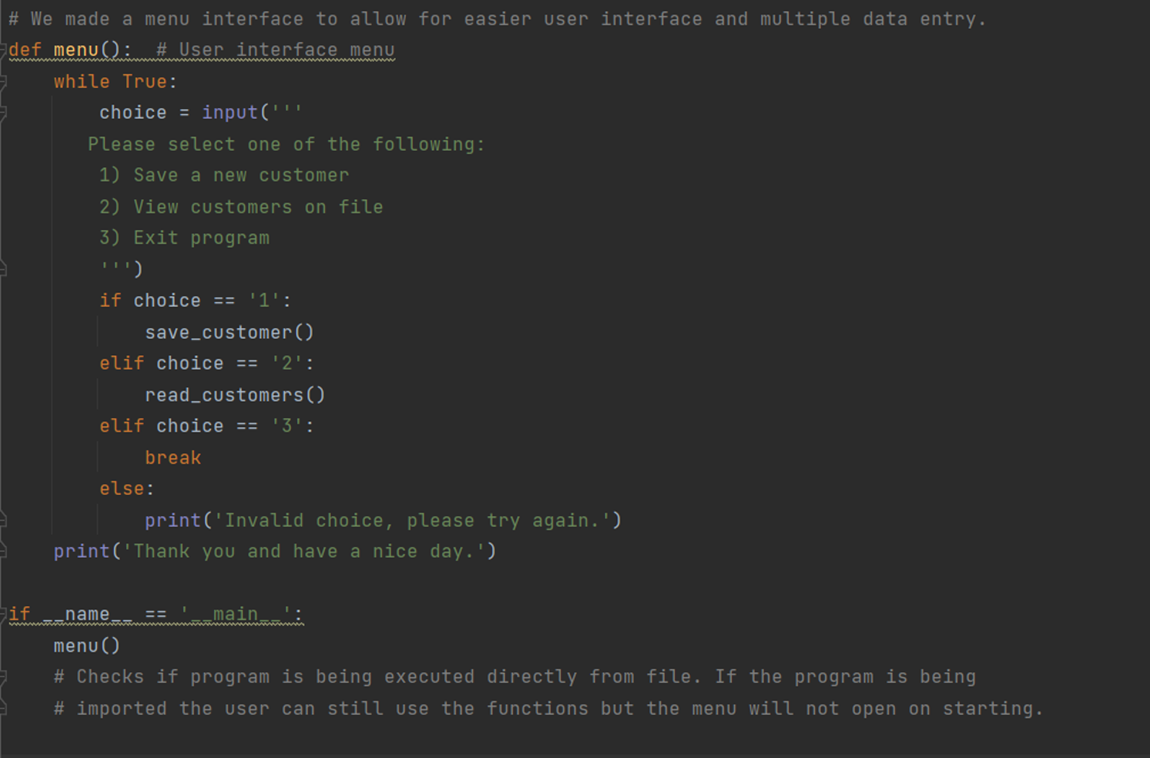 # We made a menu interface to allow for easier user interface and multiple data entry.
def menu():  # User interface menu
    while True:
        choice = input('''
       Please select one of the following:
        1) Save a new customer
        2) View customers on file
        3) Exit program
        ''')
        if choice == '1':
            save_customer()
        elif choice == '2':
            read_customers()
        elif choice == '3':
            break
        else:
            print('Invalid choice, please try again.')
    print('Thank you and have a nice day.')

if __name__ == '__main__':
    menu()
    # Checks if program is being executed directly from file. If the program is being
    # imported the user can still use the functions but the menu will not open on starting.